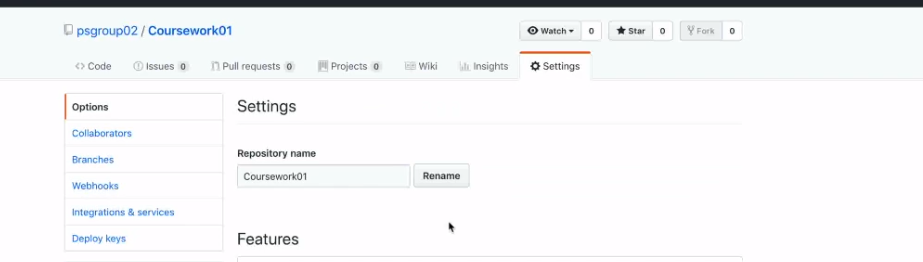 psgroup02 / Coursework01 Watch 0 Star 0 Fork 0
Code Issues 0 Pull requests 0 Projects 0 Wiki Insights Settings
Options
Collaborators
Branches
Webhooks
Integrations & services
Deploy keys
Settings
Repository name
Coursework01 Rename
Features